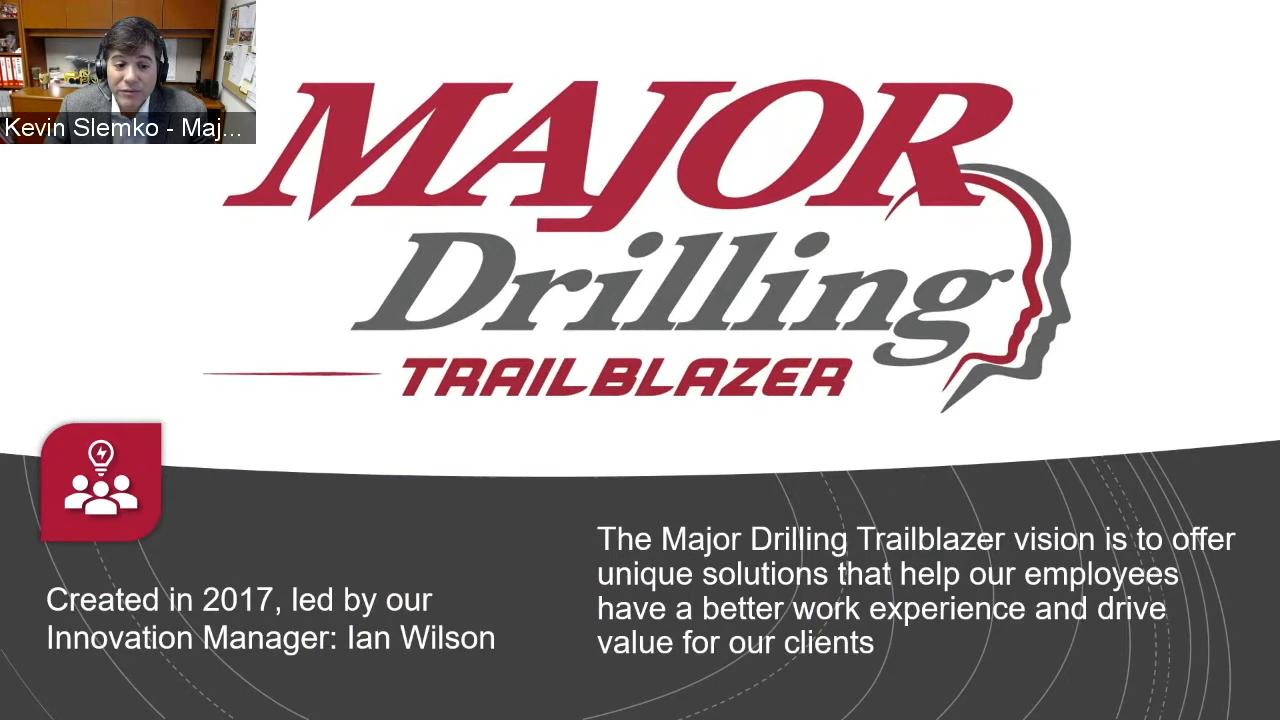 Kevin Slemko - Maj...
MAJOR
Drilling
TRAILBLAZER
Created in 2017, led by our
Innovation Manager: Ian Wilson
The Major Drilling Trailblazer vision is to offer
unique solutions that help our employees
have a better work experience and drive
value for our clients